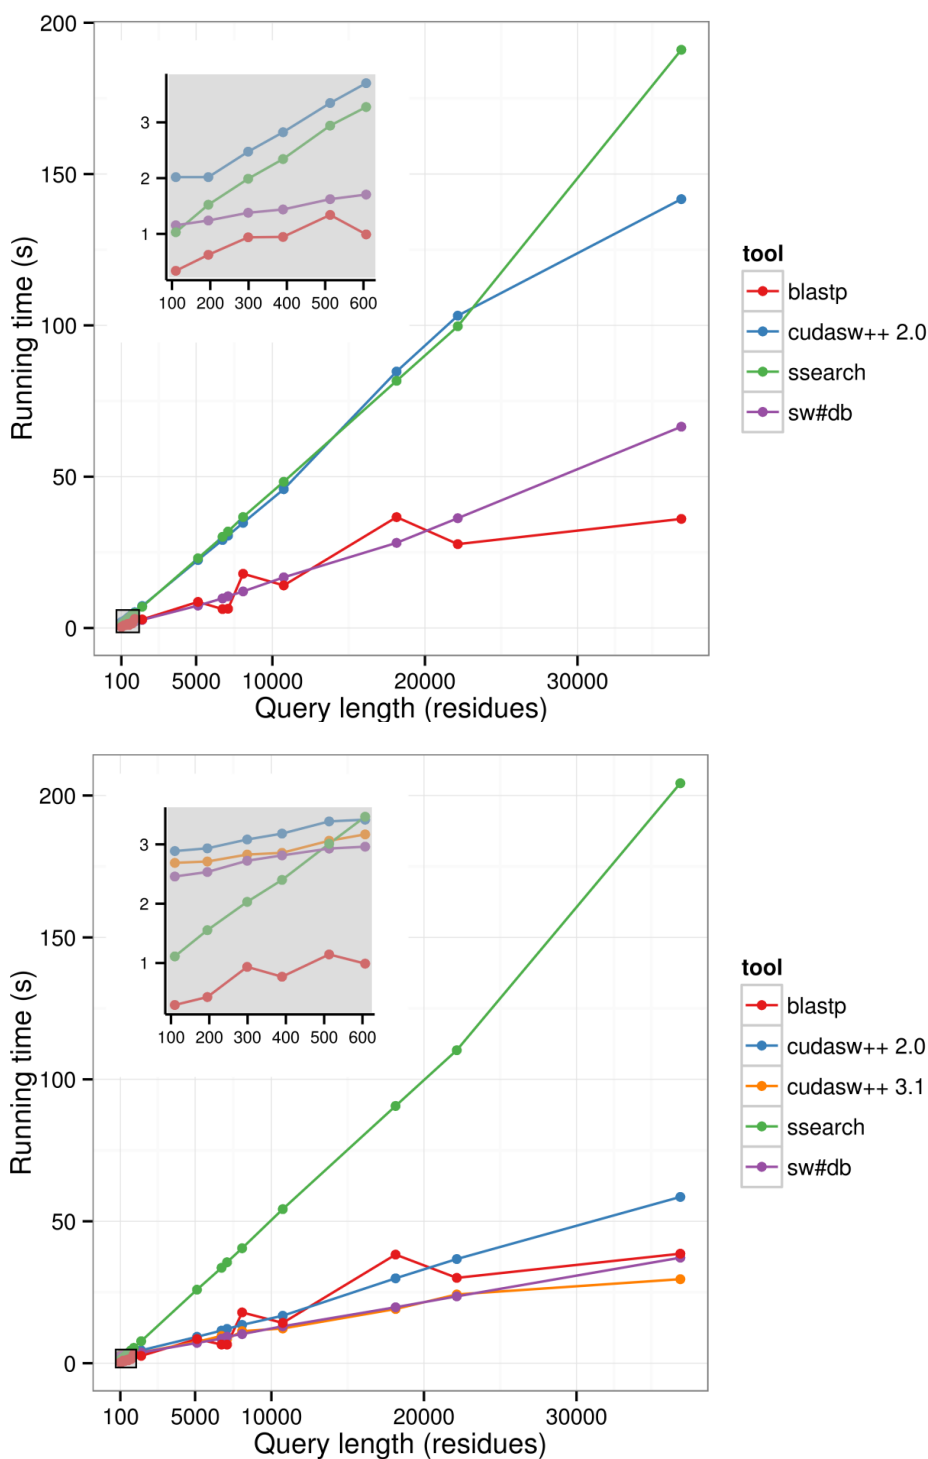 200
150
100
50
0
Running time (s)
3
2
1
100 200 300 400 500 600
100 5000 10000 20000 30000
Query length (residues)
tool
blastp
cudasw++ 2.0
ssearch
sw#db
200
150
100
50
0
Running time (s)
3
2
1
100 200 300 400 500 600
100 5000 10000 20000 30000
Query length (residues)
tool
blastp
cudasw++ 2.0
cudasw++ 3.1
ssearch
sw#db